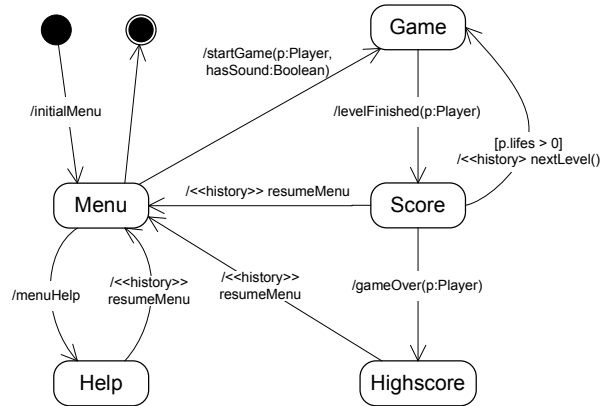 Game
/startGame(p:Player,
hasSound:Boolean)
/initialMenu
/levelFinished(p:Player)
[p.lifes > 0]
/<<history> nextLevel()
Menu
/<<history>> resumeMenu
Score
/menuHelp
/<<history>>
resumeMenu
/<<history>>
resumeMenu
/gameOver(p:Player)
Help
Highscore